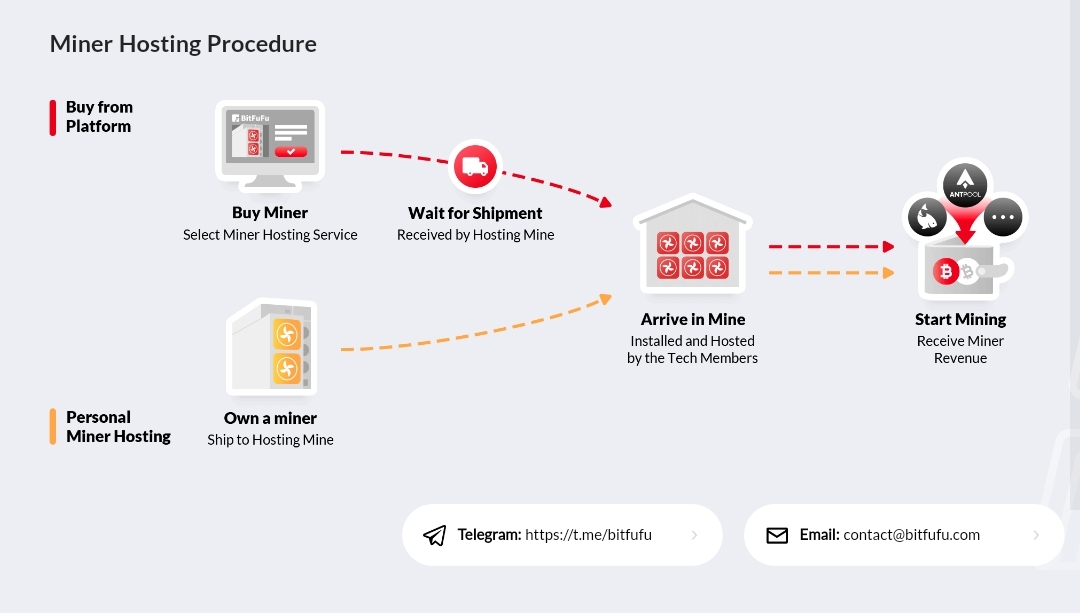 Miner Hosting Procedure
Buy from
Platform
BitFuFu
Buy Miner
Select Miner Hosting Service
Wait for Shipment
Received by Hosting Mine
ANTPOOL
Arrive in Mine
Installed and Hosted
by the Tech Members
Start Mining
Receive Miner
Revenue
Personal
Miner Hosting
Own a miner
Ship to Hosting Mine
Telegram: https://t.me/bitfufu
Email: contact@bitfufu.com